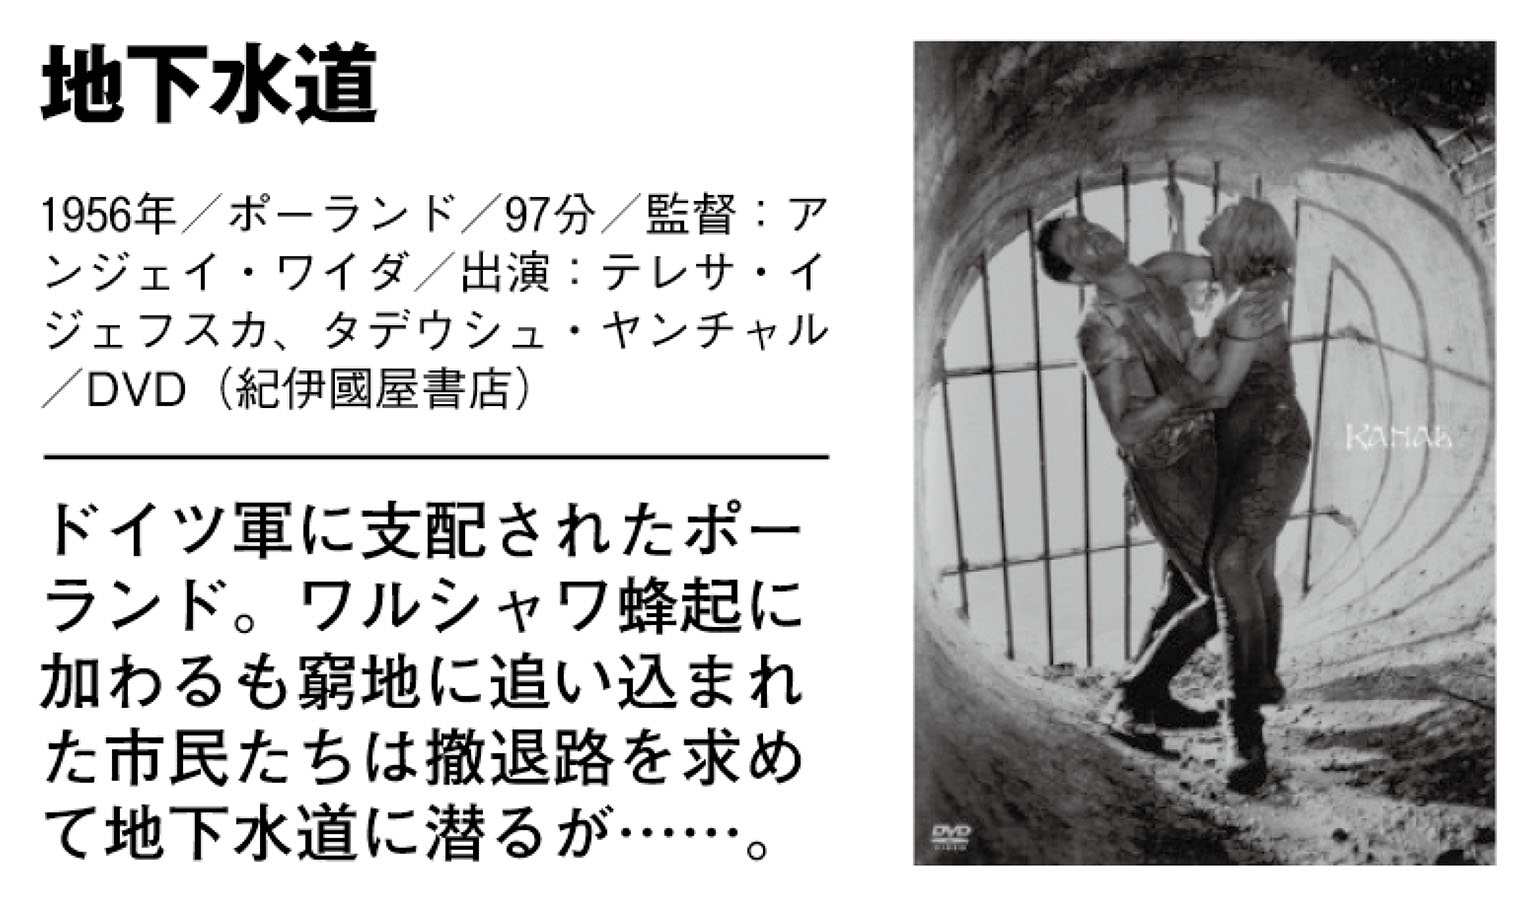 地下水道
1956年／ポーランド／97分／監督：ア
ンジェイ・ワイダ／出演：テレサ・イ
ジェフスカ、タデウシュ・ヤンチャル
／DVD（紀伊國屋書店）
ドイツ軍に支配されたポー
ランド。ワルシャワ蜂起に
加わるも窮地に追い込まれ
た市民たちは撤退路を求め
て地下水道に潜るが……。
KANAŁ
DVD
VIDEO